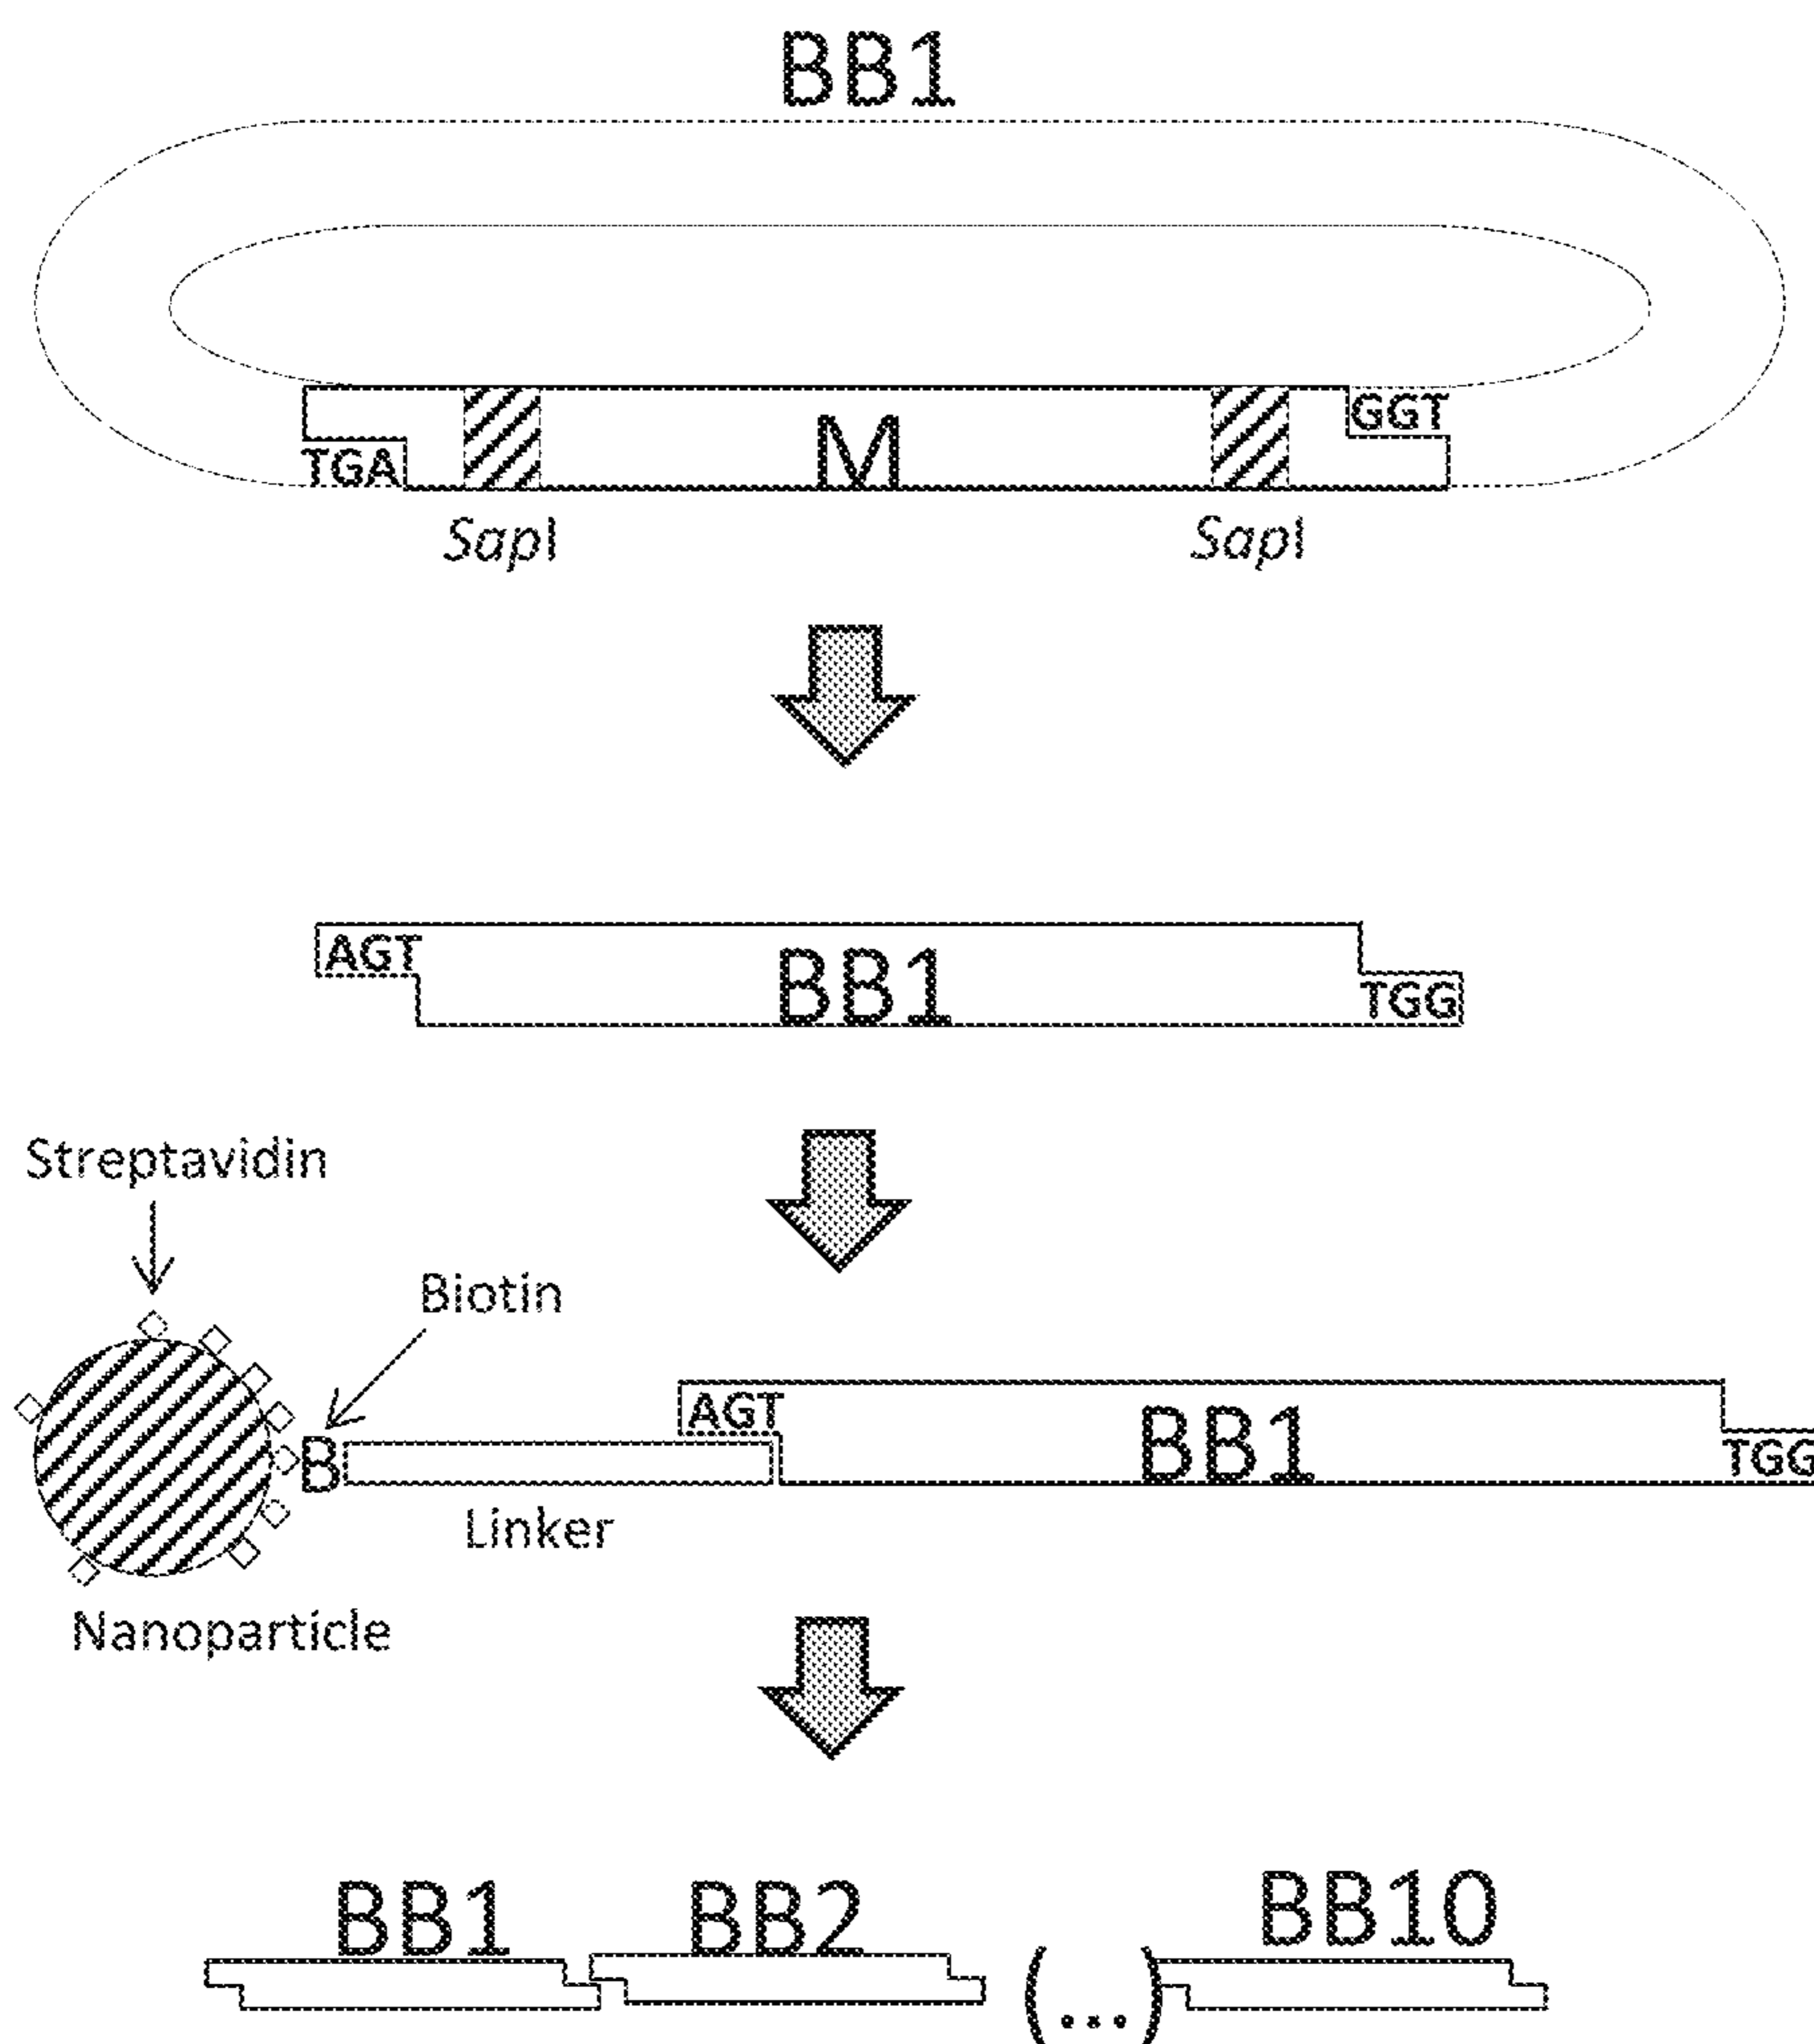 BB1
GGT
TGA
M
SapI
SapI
AGT
BB1
TGG
Streptavidin
Biotin
AGT
B
BB1
TGG
Linker
Nanoparticle
BB1
BB2
BB10
(...)